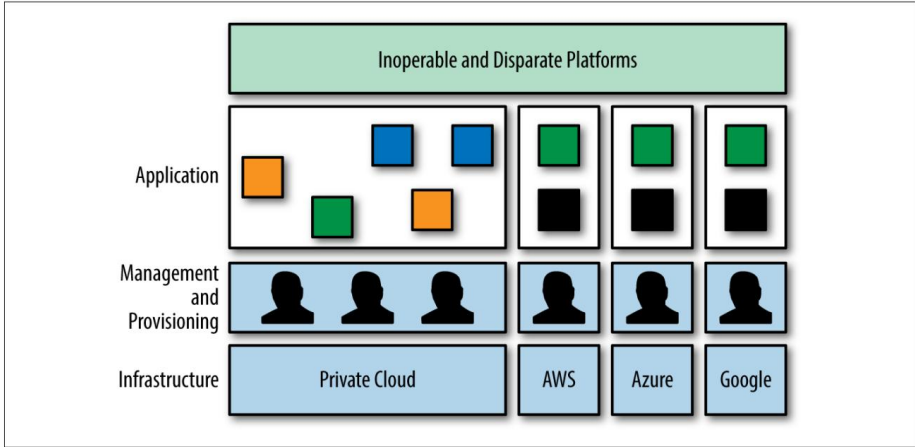 Inoperable and Disparate Platforms
Application
Management
and
Provisioning
Infrastructure
Private Cloud
AWS
Azure
Google